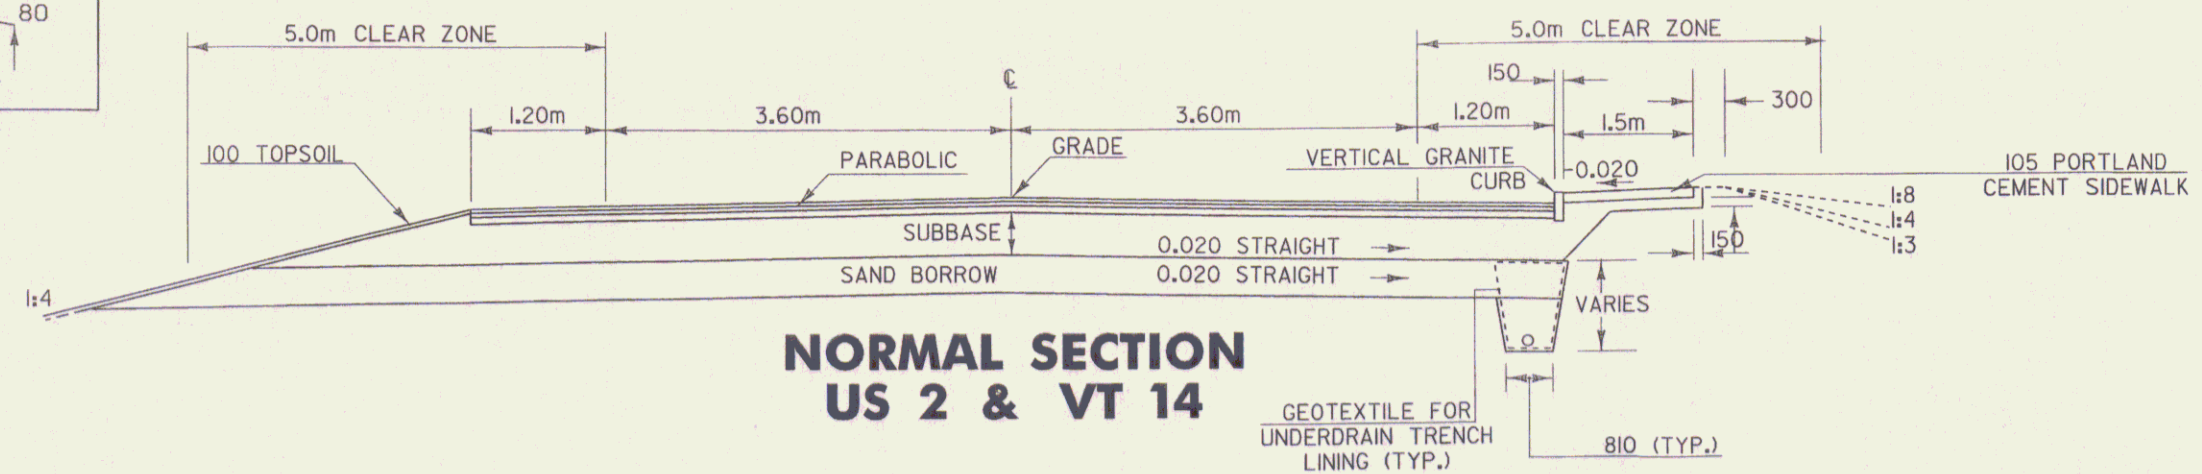 80
5.0m CLEAR ZONE
5.0m CLEAR ZONE
℄
150
300
1.20m
3.60m
3.60m
1.20m
1.5m
100 TOPSOIL
PARABOLIC
GRADE
VERTICAL GRANITE
CURB
-0.020
105 PORTLAND
CEMENT SIDEWALK
1:8
1:4
1:3
150
SUBBASE
0.020 STRAIGHT
SAND BORROW
0.020 STRAIGHT
1:4
VARIES
NORMAL SECTION
US 2 & VT 14
GEOTEXTILE FOR
UNDERDRAIN TRENCH
LINING (TYP.)
810 (TYP.)